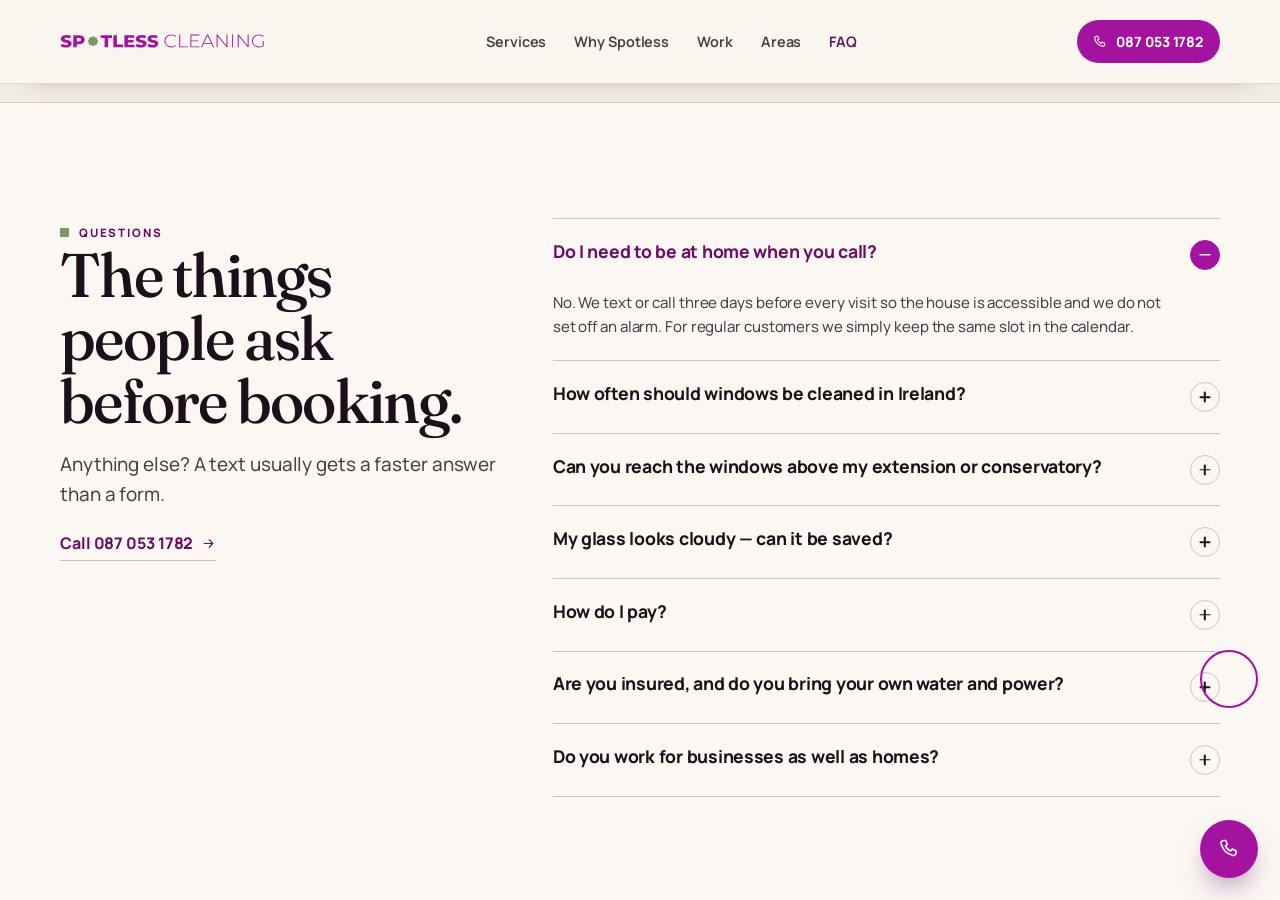 SPOTLESS CLEANING
Services
Why Spotless
Work
Areas
FAQ
087 053 1782
QUESTIONS
The things
people ask
before booking.
Anything else? A text usually gets a faster answer
than a form.
Call 087 053 1782 →
Do I need to be at home when you call?
No. We text or call three days before every visit so the house is accessible and we do not
set off an alarm. For regular customers we simply keep the same slot in the calendar.
How often should windows be cleaned in Ireland?
Can you reach the windows above my extension or conservatory?
My glass looks cloudy — can it be saved?
How do I pay?
Are you insured, and do you bring your own water and power?
Do you work for businesses as well as homes?